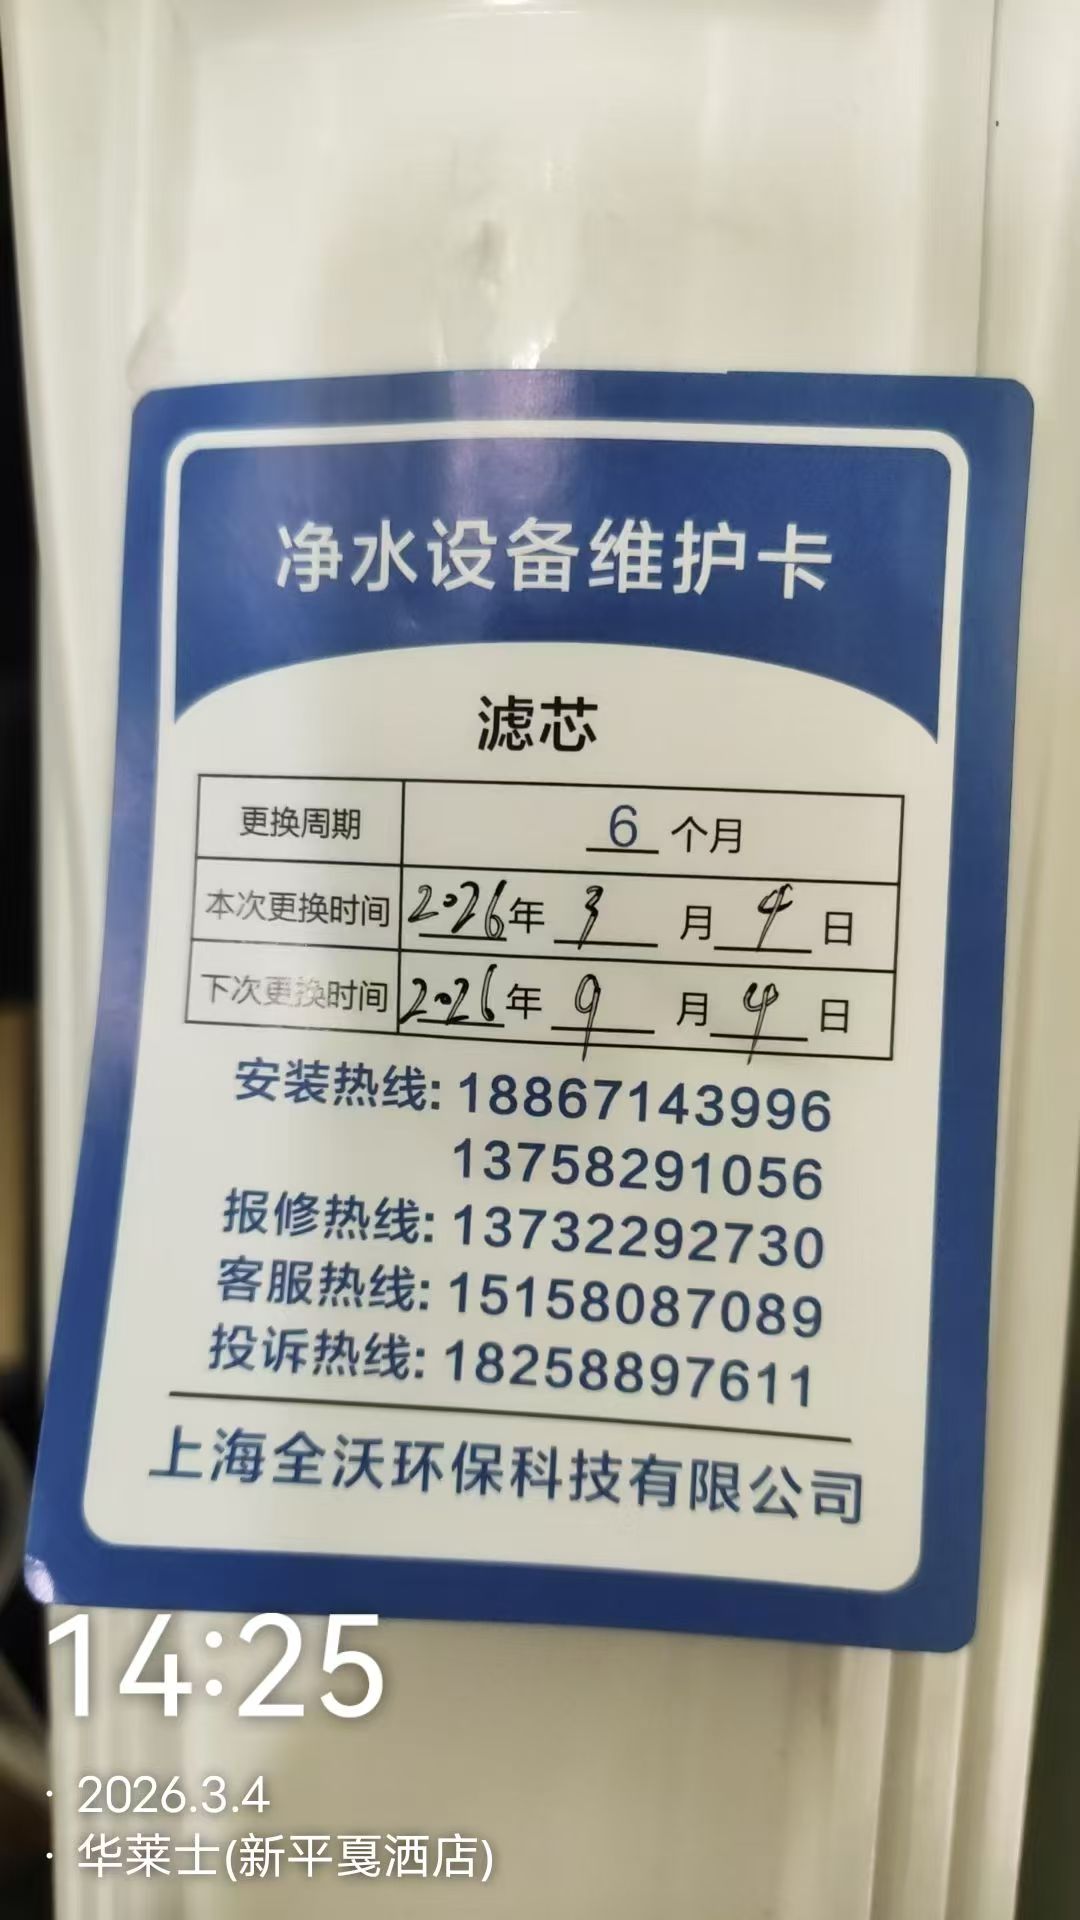 净水设备维护卡
滤芯
更换周期 6 个月
本次更换时间 2026年 3 月 4 日
下次更换时间 2026年 9 月 4 日
安装热线: 18867143996
13758291056
报修热线: 13732292730
客服热线: 15158087089
投诉热线: 18258897611
上海全沃环保科技有限公司
14:25
· 2026.3.4
· 华莱士(新平戛洒店)